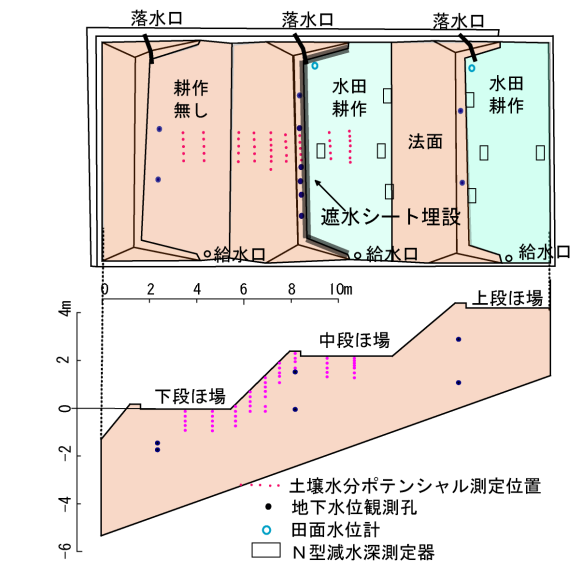 落水口 落水口 落水口
耕作
無し
水田
耕作
水田
耕作
法面
遮水シート埋設
給水口 給水口 給水口
0 2 4 6 8 10m
4m
2
0
-2
-4
-6
上段ほ場
中段ほ場
下段ほ場
土壌水分ポテンシャル測定位置
地下水位観測孔
田面水位計
N型減水深測定器